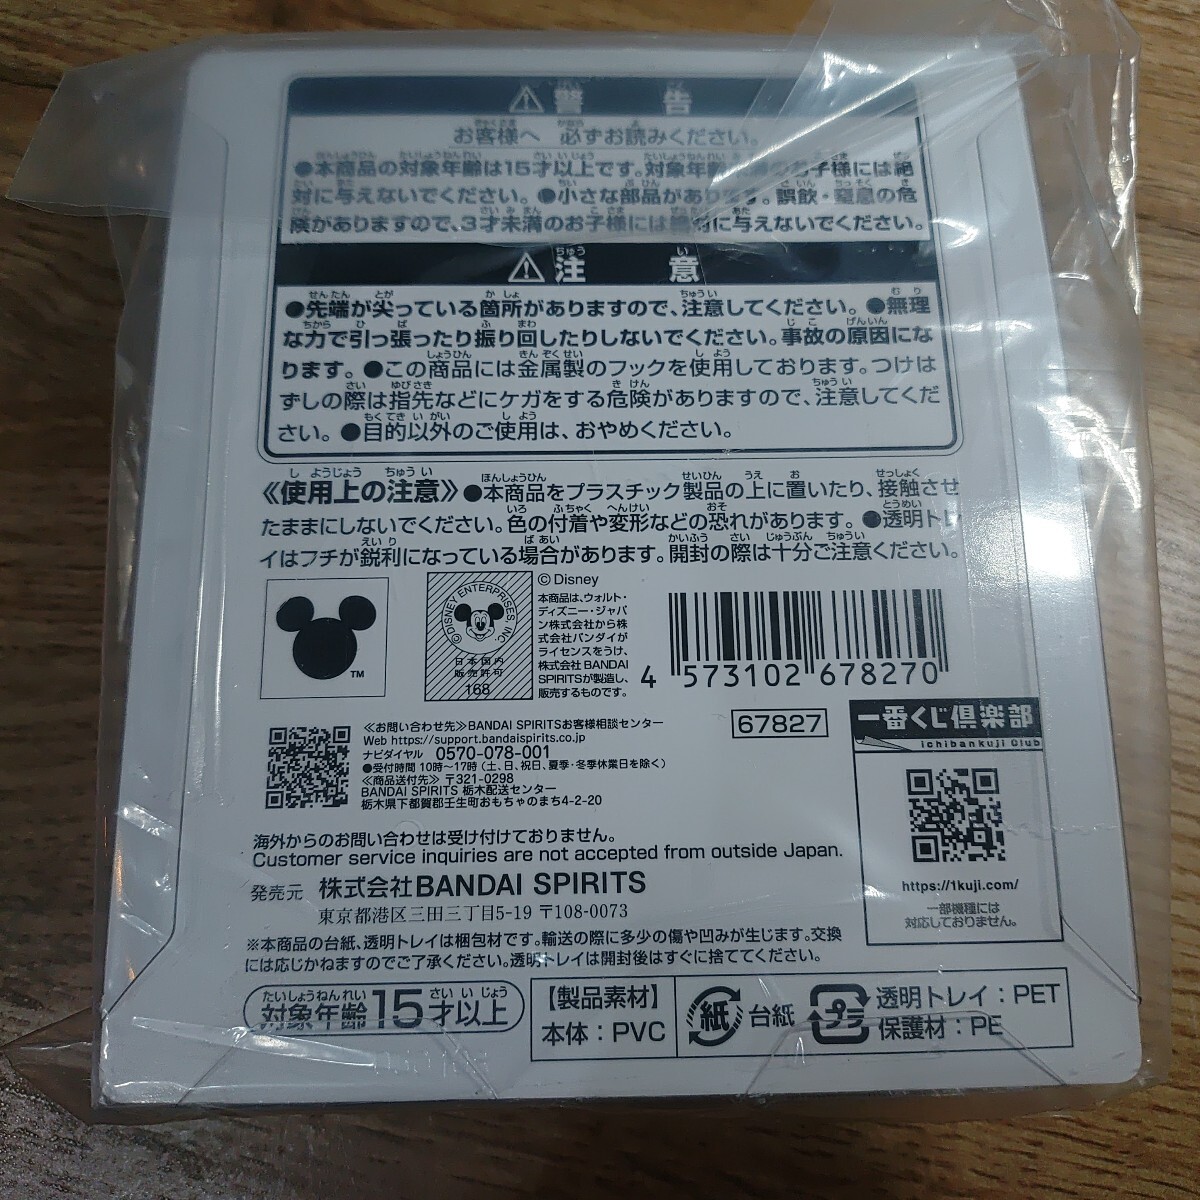 ⚠警告
お客様へ 必ずお読みください。
●本商品の対象年齢は15才以上です。対象年齢未満のお子様には絶
対に与えないでください。●小さな部品があります。誤飲・窒息の危
険がありますので、3才未満のお子様には絶対に与えないでください。
⚠注意
●先端が尖っている箇所がありますので、注意してください。●無理
な力で引っ張ったり振り回したりしないでください。事故の原因にな
ります。●この商品には金属製のフックを使用しております。つけは
ずしの際は指先などにケガをする危険がありますので、注意してくだ
さい。●目的以外のご使用は、おやめください。
《使用上の注意》●本商品をプラスチック製品の上に置いたり、接触させ
たままにしないでください。色の付着や変形などの恐れがあります。●透明トレ
イはフチが鋭利になっている場合があります。開封の際は十分ご注意ください。
TM
©DISNEY ENTERPRISES, INC.
日本国内
販売許可
168
©Disney
本商品は、ウォルト・
ディズニー・ジャパ
ン株式会社から株
式会社バンダイが
ライセンスをうけ、
株式会社 BANDAI
SPIRITSが製造し、
販売するものです。
4 573102 678270
67827
≪お問い合わせ先≫BANDAI SPIRITSお客様相談センター
Web https://support.bandaispirits.co.jp
ナビダイヤル 0570-078-001
●受付時間 10時〜17時（土、日、祝日、夏季・冬季休業日を除く）
≪商品送付先≫ 〒321-0298
BANDAI SPIRITS 栃木配送センター
栃木県下都賀郡壬生町おもちゃのまち4-2-20
一番くじ倶楽部
Ichibankuji Club
https://1kuji.com/
一部機種には
対応しておりません。
海外からのお問い合わせは受け付けておりません。
Customer service inquiries are not accepted from outside Japan.
発売元 株式会社BANDAI SPIRITS
東京都港区三田三丁目5-19 〒108-0073
※本商品の台紙、透明トレイは梱包材です。輸送の際に多少の傷や凹みが生じます。交換
には応じかねますのでご了承ください。透明トレイは開封後はすぐに捨ててください。
対象年齢15才以上
【製品素材】
本体：PVC
紙 台紙
プラ 透明トレイ：PET
保護材：PE